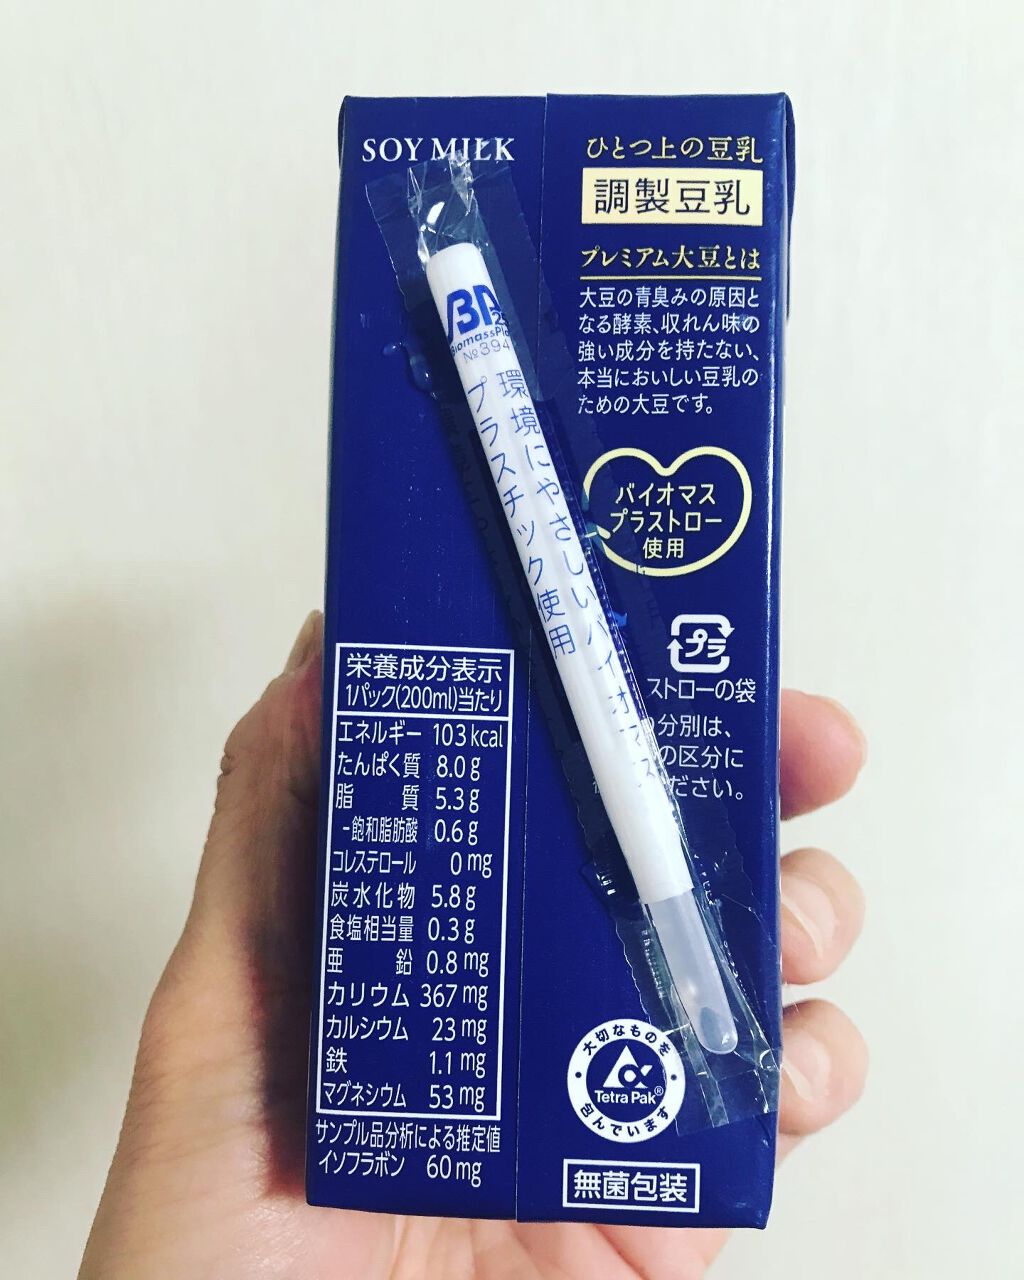 SOY MILK
ひとつ上の豆乳
調製豆乳
プレミアム大豆とは
大豆の青臭みの原因と
なる酵素、収れん味の
強い成分を持たない、
本当においしい豆乳の
ための大豆です。
バイオマス
プラストロー
使用
プラ
ストローの袋
の分別は、
の区分に
ださい。
BP
BiomassPla
№394
環境にやさしいバイオマス
プラスチック使用
栄養成分表示
1パック(200ml)当たり
エネルギー 103kcal
たんぱく質 8.0g
脂質 5.3g
-飽和脂肪酸 0.6g
コレステロール 0mg
炭水化物 5.8g
食塩相当量 0.3g
亜鉛 0.8mg
カリウム 367mg
カルシウム 23mg
鉄 1.1mg
マグネシウム 53mg
サンプル品分析による推定値
イソフラボン 60mg
大切なものを
Tetra Pak®
包んでいます
無菌包装